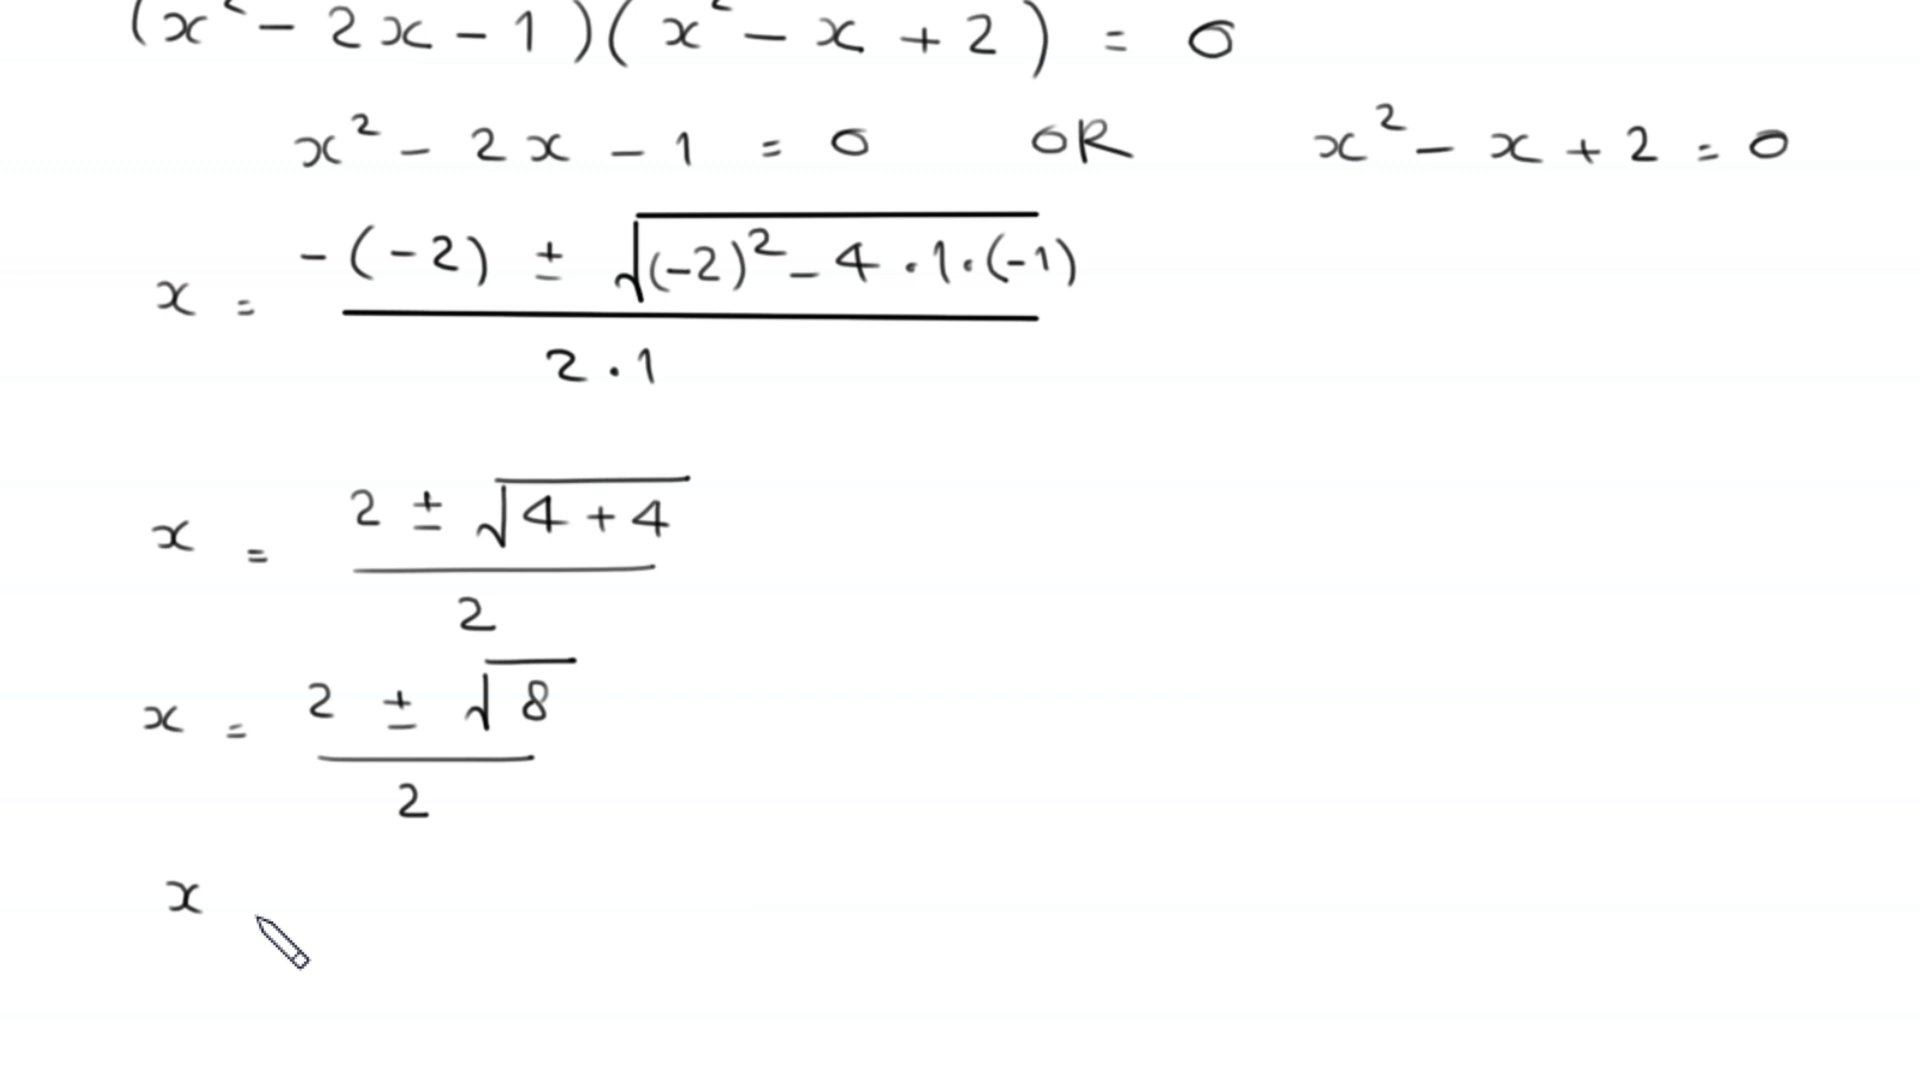 (x² - 2x - 1)(x² - x + 2) = 0
x² - 2x - 1 = 0 OR x² - x + 2 = 0
x = (-(-2) ± √((-2)² - 4·1·(-1))) / (2·1)
x = (2 ± √(4 + 4)) / 2
x = (2 ± √8) / 2
x